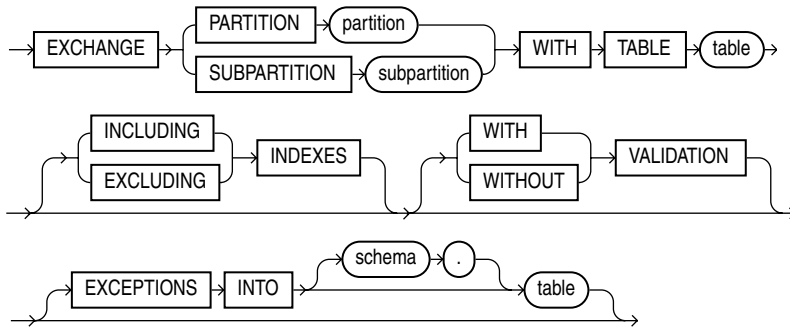 PARTITION partition
EXCHANGE WITH TABLE table
SUBPARTITION subpartition
INCLUDING WITH
INDEXES VALIDATION
EXCLUDING WITHOUT
schema .
EXCEPTIONS INTO table